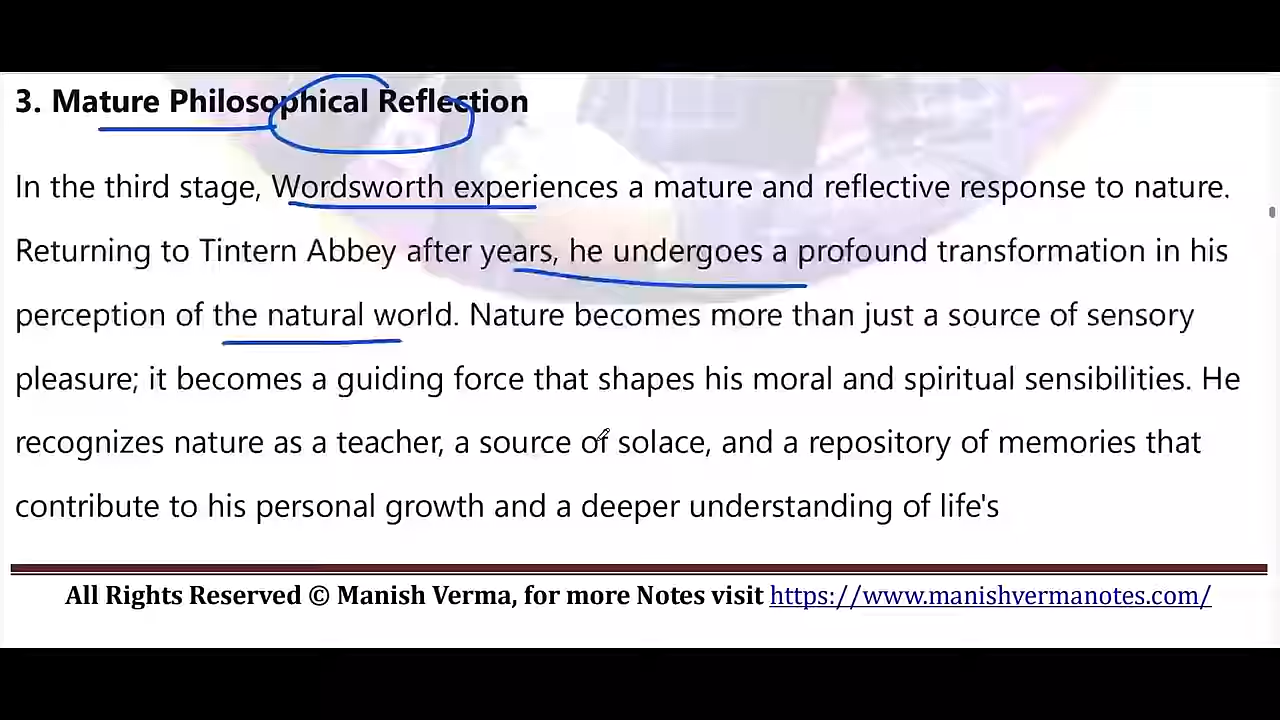 3. Mature Philosophical Reflection
In the third stage, Wordsworth experiences a mature and reflective response to nature.
Returning to Tintern Abbey after years, he undergoes a profound transformation in his
perception of the natural world. Nature becomes more than just a source of sensory
pleasure; it becomes a guiding force that shapes his moral and spiritual sensibilities. He
recognizes nature as a teacher, a source of solace, and a repository of memories that
contribute to his personal growth and a deeper understanding of life's
All Rights Reserved © Manish Verma, for more Notes visit https://www.manishvermanotes.com/